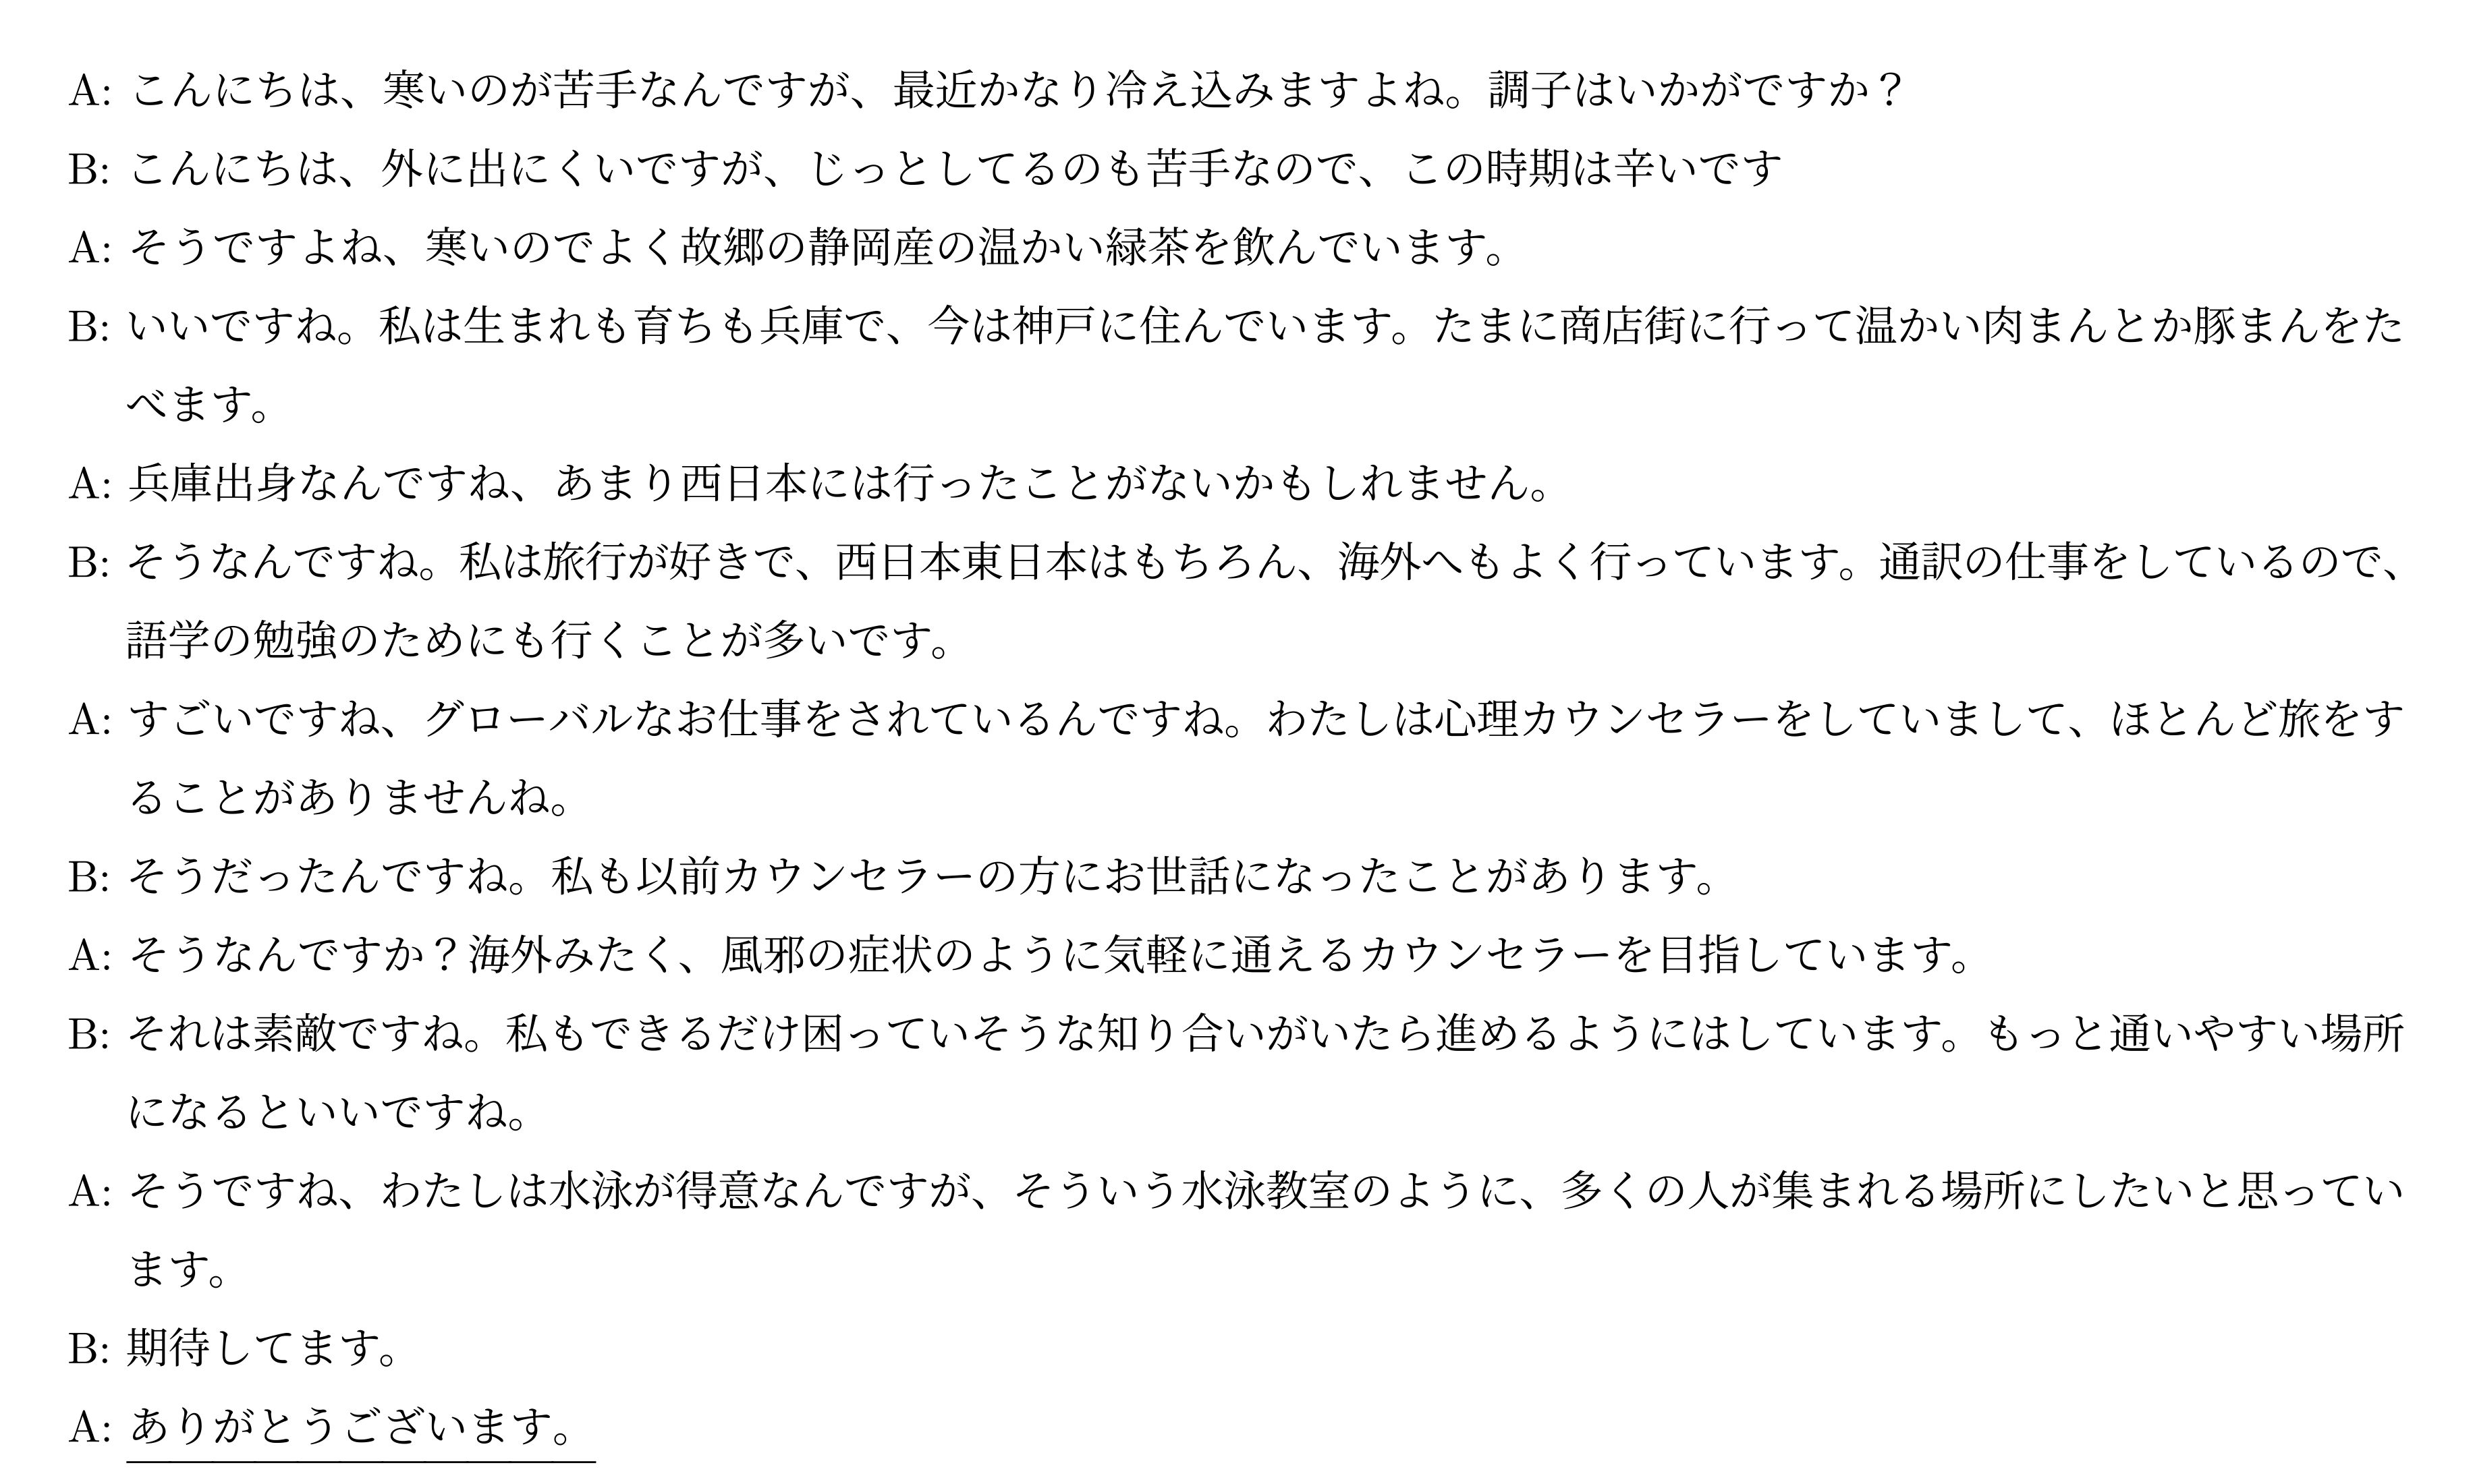 A: こんにちは、寒いのが苦手なんですが、最近かなり冷え込みますよね。調子はいかがですか？
B: こんにちは、外に出にくいですが、じっとしてるのも苦手なので、この時期は辛いです
A: そうですよね、寒いのでよく故郷の静岡産の温かい緑茶を飲んでいます。
B: いいですね。私は生まれも育ちも兵庫で、今は神戸に住んでいます。たまに商店街に行って温かい肉まんとか豚まんをた
べます。
A: 兵庫出身なんですね、あまり西日本には行ったことがないかもしれません。
B: そうなんですね。私は旅行が好きで、西日本東日本はもちろん、海外へもよく行っています。通訳の仕事をしているので、
語学の勉強のためにも行くことが多いです。
A: すごいですね、グローバルなお仕事をされているんですね。わたしは心理カウンセラーをしていまして、ほとんど旅をす
ることがありませんね。
B: そうだったんですね。私も以前カウンセラーの方にお世話になったことがあります。
A: そうなんですか？海外みたく、風邪の症状のように気軽に通えるカウンセラーを目指しています。
B: それは素敵ですね。私もできるだけ困っていそうな知り合いがいたら進めるようにはしています。もっと通いやすい場所
になるといいですね。
A: そうですね、わたしは水泳が得意なんですが、そういう水泳教室のように、多くの人が集まれる場所にしたいと思ってい
ます。
B: 期待してます。
A: ありがとうございます。